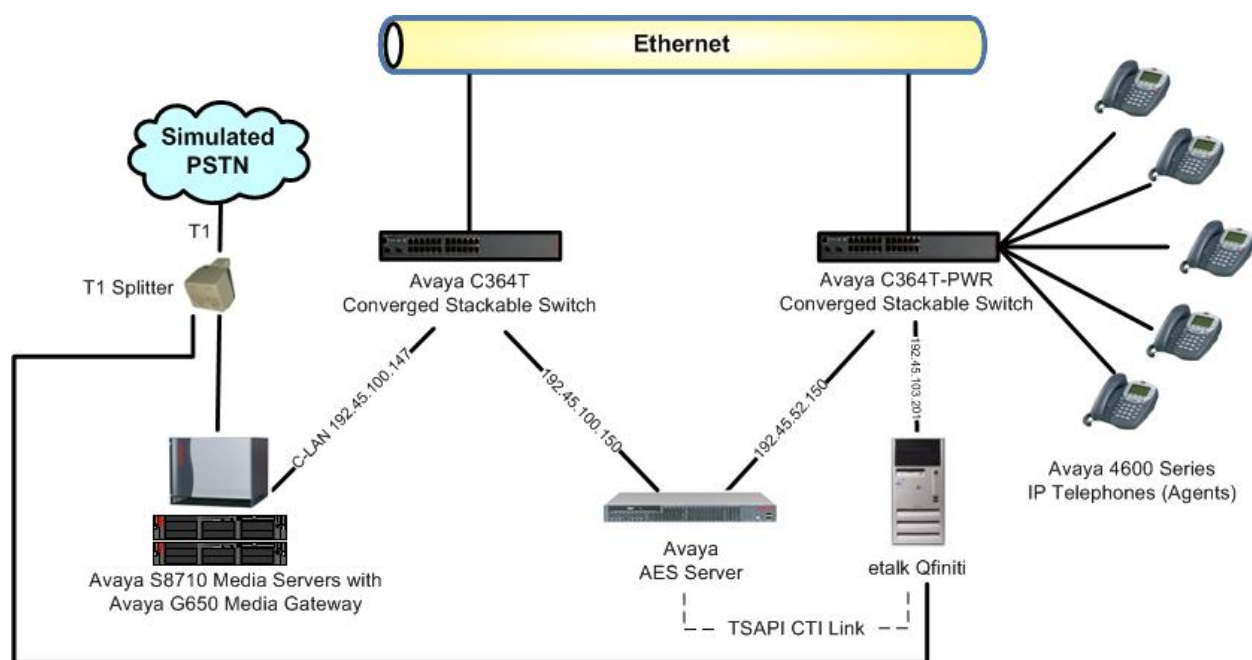 Ethernet
Simulated
PSTN
T1
T1 Splitter
Avaya C364T
Converged Stackable Switch
Avaya C364T-PWR
Converged Stackable Switch
C-LAN 192.45.100.147
192.45.100.150
192.45.52.150
192.45.103.201
Avaya 4600 Series
IP Telephones (Agents)
Avaya S8710 Media Servers with
Avaya G650 Media Gateway
Avaya
AES Server
etalk Qfiniti
TSAPI CTI Link